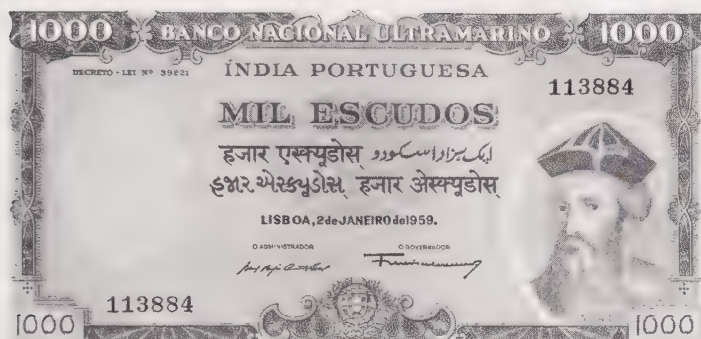 1000 BANCO NACIONAL ULTRAMARINO 1000
DECRETO - LEI Nº 39221
ÍNDIA PORTUGUESA
113884
MIL ESCUDOS
हजार एस्क्यूडोस् ایک ہزار اسکودو
હજાર એસ્ક્યુડોસ્ हजार ॲस्क्यूडोस्
LISBOA, 2 de JANEIRO de 1959.
O ADMINISTRADOR O GOVERNADOR
113884
1000 1000